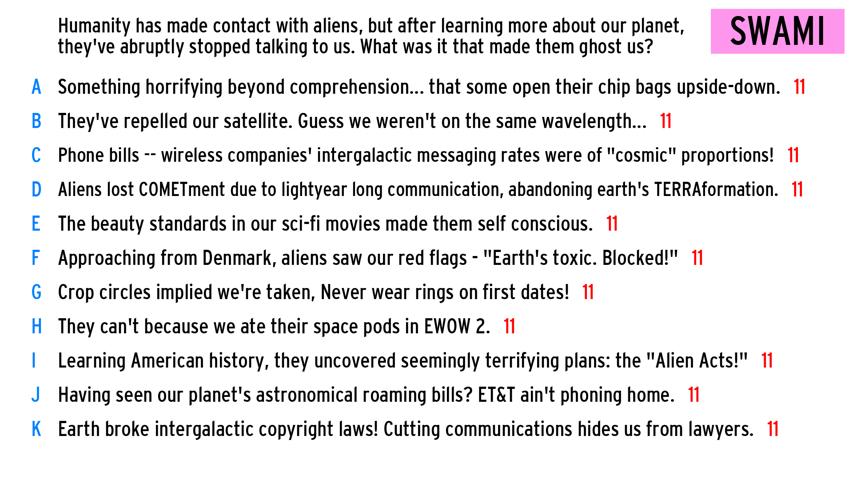 Humanity has made contact with aliens, but after learning more about our planet,
they've abruptly stopped talking to us. What was it that made them ghost us?
SWAMI
A Something horrifying beyond comprehension... that some open their chip bags upside-down. 11
B They've repelled our satellite. Guess we weren't on the same wavelength... 11
C Phone bills -- wireless companies' intergalactic messaging rates were of "cosmic" proportions! 11
D Aliens lost COMETment due to lightyear long communication, abandoning earth's TERRAformation. 11
E The beauty standards in our sci-fi movies made them self conscious. 11
F Approaching from Denmark, aliens saw our red flags - "Earth's toxic. Blocked!" 11
G Crop circles implied we're taken, Never wear rings on first dates! 11
H They can't because we ate their space pods in EWOW 2. 11
I Learning American history, they uncovered seemingly terrifying plans: the "Alien Acts!" 11
J Having seen our planet's astronomical roaming bills? ET&T ain't phoning home. 11
K Earth broke intergalactic copyright laws! Cutting communications hides us from lawyers. 11